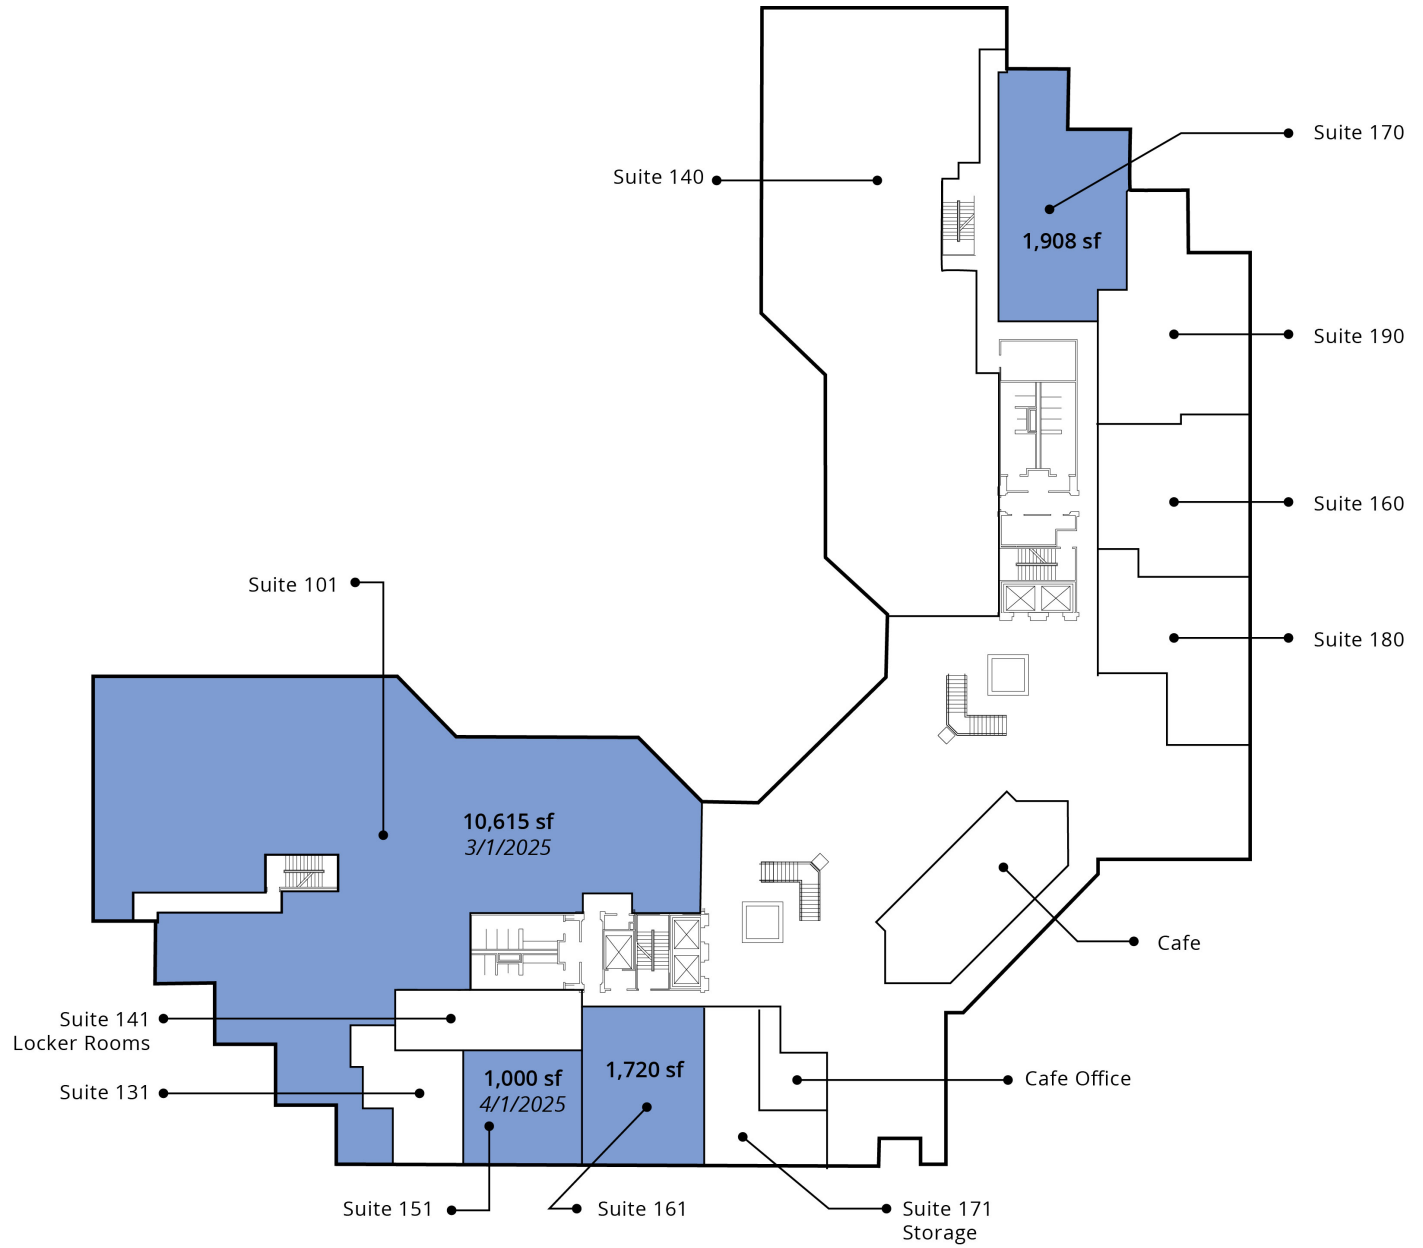 Suite 170
Suite 140
1,908 sf
Suite 190
Suite 160
Suite 101
Suite 180
10,615 sf
3/1/2025
Cafe
Suite 141
Locker Rooms
1,720 sf
1,000 sf
4/1/2025
Cafe Office
Suite 131
Suite 151
Suite 161
Suite 171
Storage